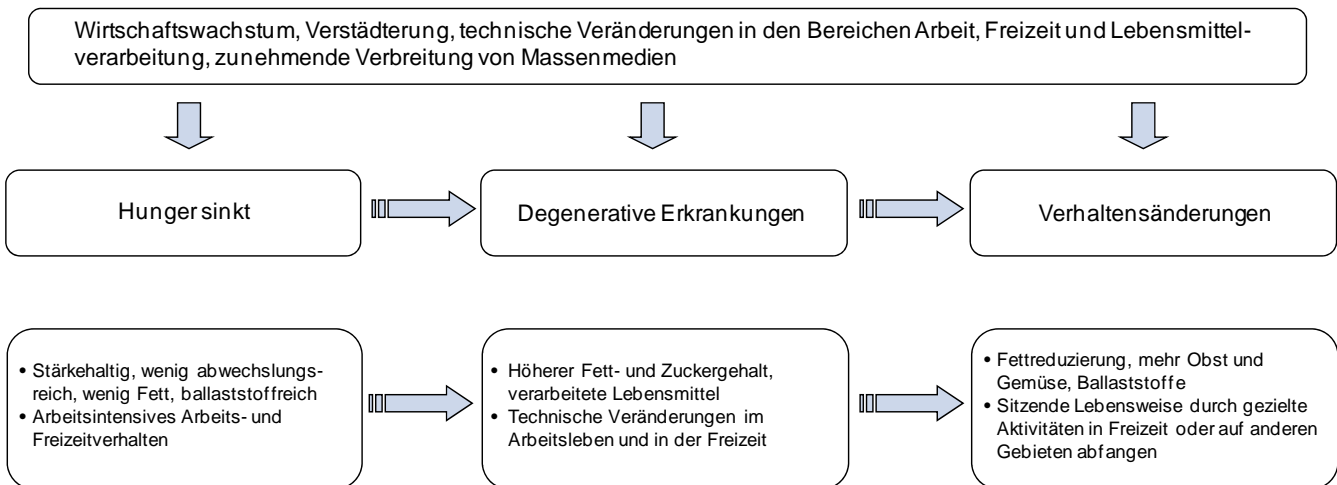 Wirtschaftswachstum, Verstädterung, technische Veränderungen in den Bereichen Arbeit, Freizeit und Lebensmittel-
verarbeitung, zunehmende Verbreitung von Massenmedien
Hunger sinkt
Degenerative Erkrankungen
Verhaltensänderungen
• Stärkehaltig, wenig abwechslungs-
reich, wenig Fett, ballaststoffreich
• Arbeitsintensives Arbeits- und
Freizeitverhalten
• Höherer Fett- und Zuckergehalt,
verarbeitete Lebensmittel
• Technische Veränderungen im
Arbeitsleben und in der Freizeit
• Fettreduzierung, mehr Obst und
Gemüse, Ballaststoffe
• Sitzende Lebensweise durch gezielte
Aktivitäten in Freizeit oder auf anderen
Gebieten abfangen